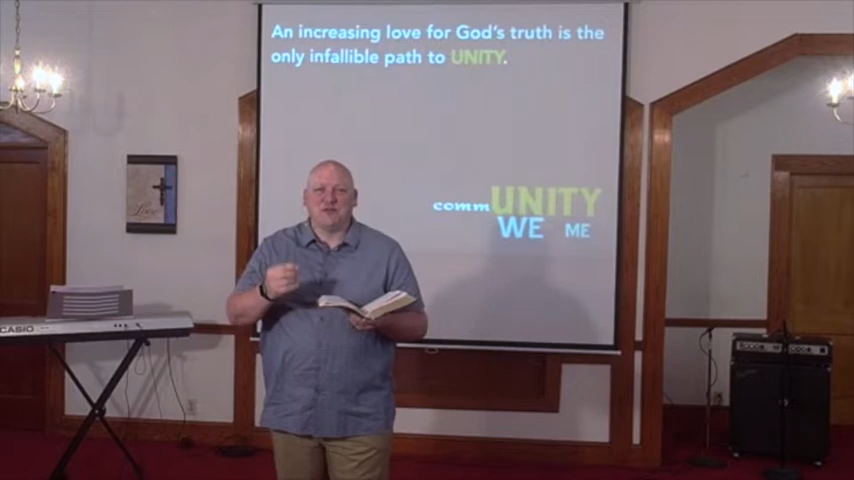 An increasing love for God's truth is the
only infallible path to UNITY.
commUNITY
WE ME
CASIO